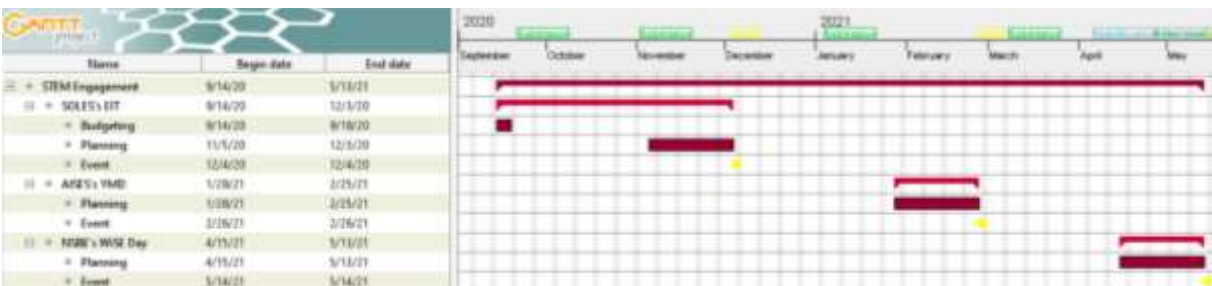 GANTT project
2020
2021
September October November December January February March April May
Name Begin date End date
STEM Engagement 9/14/20 5/13/21
SOLES's EIT 9/14/20 12/3/20
Budgeting 9/14/20 9/18/20
Planning 11/5/20 12/3/20
Event 12/4/20 12/4/20
AISES's YMD 1/28/21 2/25/21
Planning 1/28/21 2/25/21
Event 2/26/21 2/26/21
NSBE's WiSE Day 4/15/21 5/13/21
Planning 4/15/21 5/13/21
Event 5/14/21 5/14/21